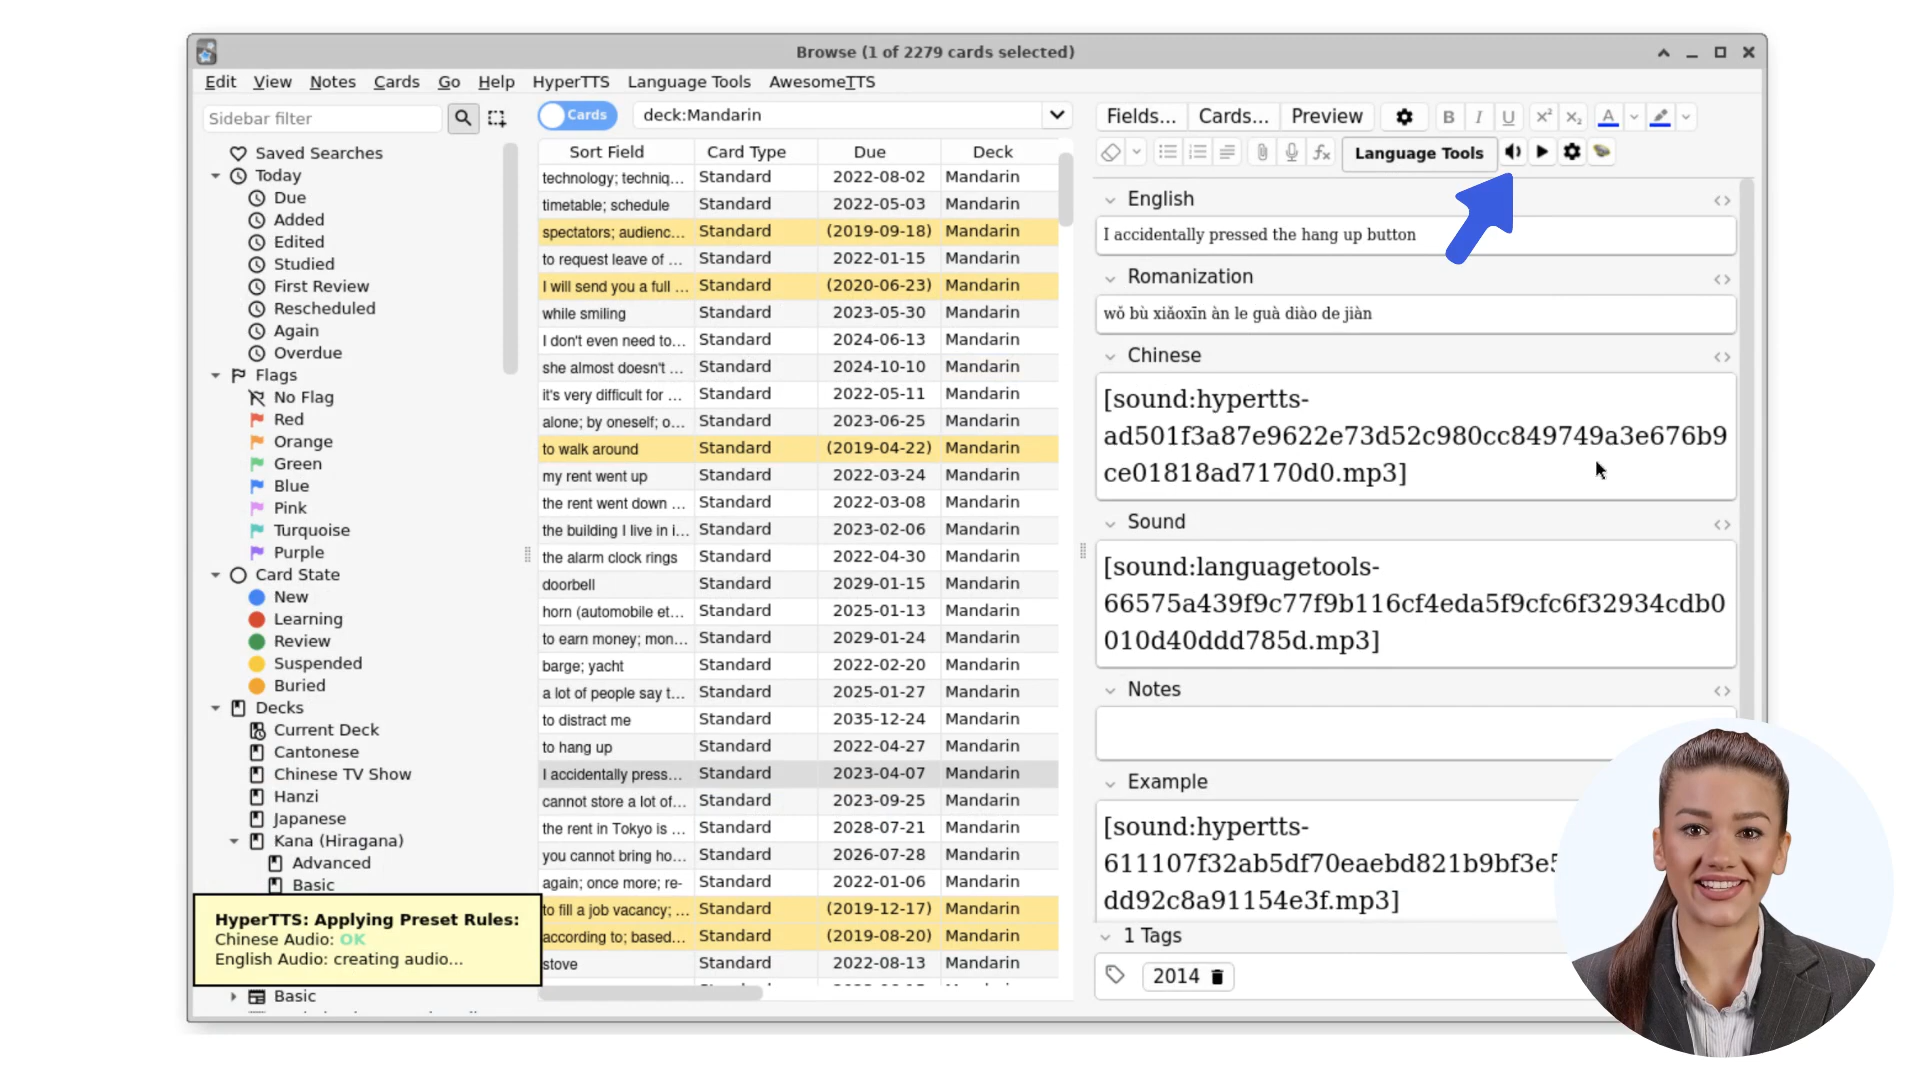 Browse (1 of 2279 cards selected)
Edit View Notes Cards Go Help HyperTTS Language Tools AwesomeTTS
Sidebar filter
Saved Searches
Today
Due
Added
Edited
Studied
First Review
Rescheduled
Again
Overdue
Flags
No Flag
Red
Orange
Green
Blue
Pink
Turquoise
Purple
Card State
New
Learning
Review
Suspended
Buried
Decks
Current Deck
Cantonese
Chinese TV Show
Hanzi
Japanese
Kana (Hiragana)
Advanced
Basic
HyperTTS: Applying Preset Rules:
Chinese Audio: OK
English Audio: creating audio...
Basic
Cards deck:Mandarin
Sort Field Card Type Due Deck
technology; techniq... Standard 2022-08-02 Mandarin
timetable; schedule Standard 2022-05-03 Mandarin
spectators; audienc... Standard (2019-09-18) Mandarin
to request leave of ... Standard 2022-01-15 Mandarin
I will send you a full ... Standard (2020-06-23) Mandarin
while smiling Standard 2023-05-30 Mandarin
I don't even need to... Standard 2024-06-13 Mandarin
she almost doesn't ... Standard 2024-10-10 Mandarin
it's very difficult for ... Standard 2022-05-11 Mandarin
alone; by oneself; o... Standard 2023-06-25 Mandarin
to walk around Standard (2019-04-22) Mandarin
my rent went up Standard 2022-03-24 Mandarin
the rent went down ... Standard 2022-03-08 Mandarin
the building I live in i... Standard 2023-02-06 Mandarin
the alarm clock rings Standard 2022-04-30 Mandarin
doorbell Standard 2029-01-15 Mandarin
horn (automobile et... Standard 2025-01-13 Mandarin
to earn money; mon... Standard 2029-01-24 Mandarin
barge; yacht Standard 2022-02-20 Mandarin
a lot of people say t... Standard 2025-01-27 Mandarin
to distract me Standard 2035-12-24 Mandarin
to hang up Standard 2022-04-27 Mandarin
I accidentally press... Standard 2023-04-07 Mandarin
cannot store a lot of... Standard 2023-09-25 Mandarin
the rent in Tokyo is ... Standard 2028-07-21 Mandarin
you cannot bring ho... Standard 2026-07-28 Mandarin
again; once more; re- Standard 2022-01-06 Mandarin
to fill a job vacancy; ... Standard (2019-12-17) Mandarin
according to; based... Standard (2019-08-20) Mandarin
stove Standard 2022-08-13 Mandarin
Fields... Cards... Preview B I U x² x₂ A
fx Language Tools
English
I accidentally pressed the hang up button
Romanization
wǒ bù xiǎoxīn àn le guà diào de jiàn
Chinese
[sound:hypertts-
ad501f3a87e9622e73d52c980cc849749a3e676b9
ce01818ad7170d0.mp3]
Sound
[sound:languagetools-
66575a439f9c77f9b116cf4eda5f9cfc6f32934cdb0
010d40ddd785d.mp3]
Notes
Example
[sound:hypertts-
611107f32ab5df70eaebd821b9bf3e5
dd92c8a91154e3f.mp3]
1 Tags
2014